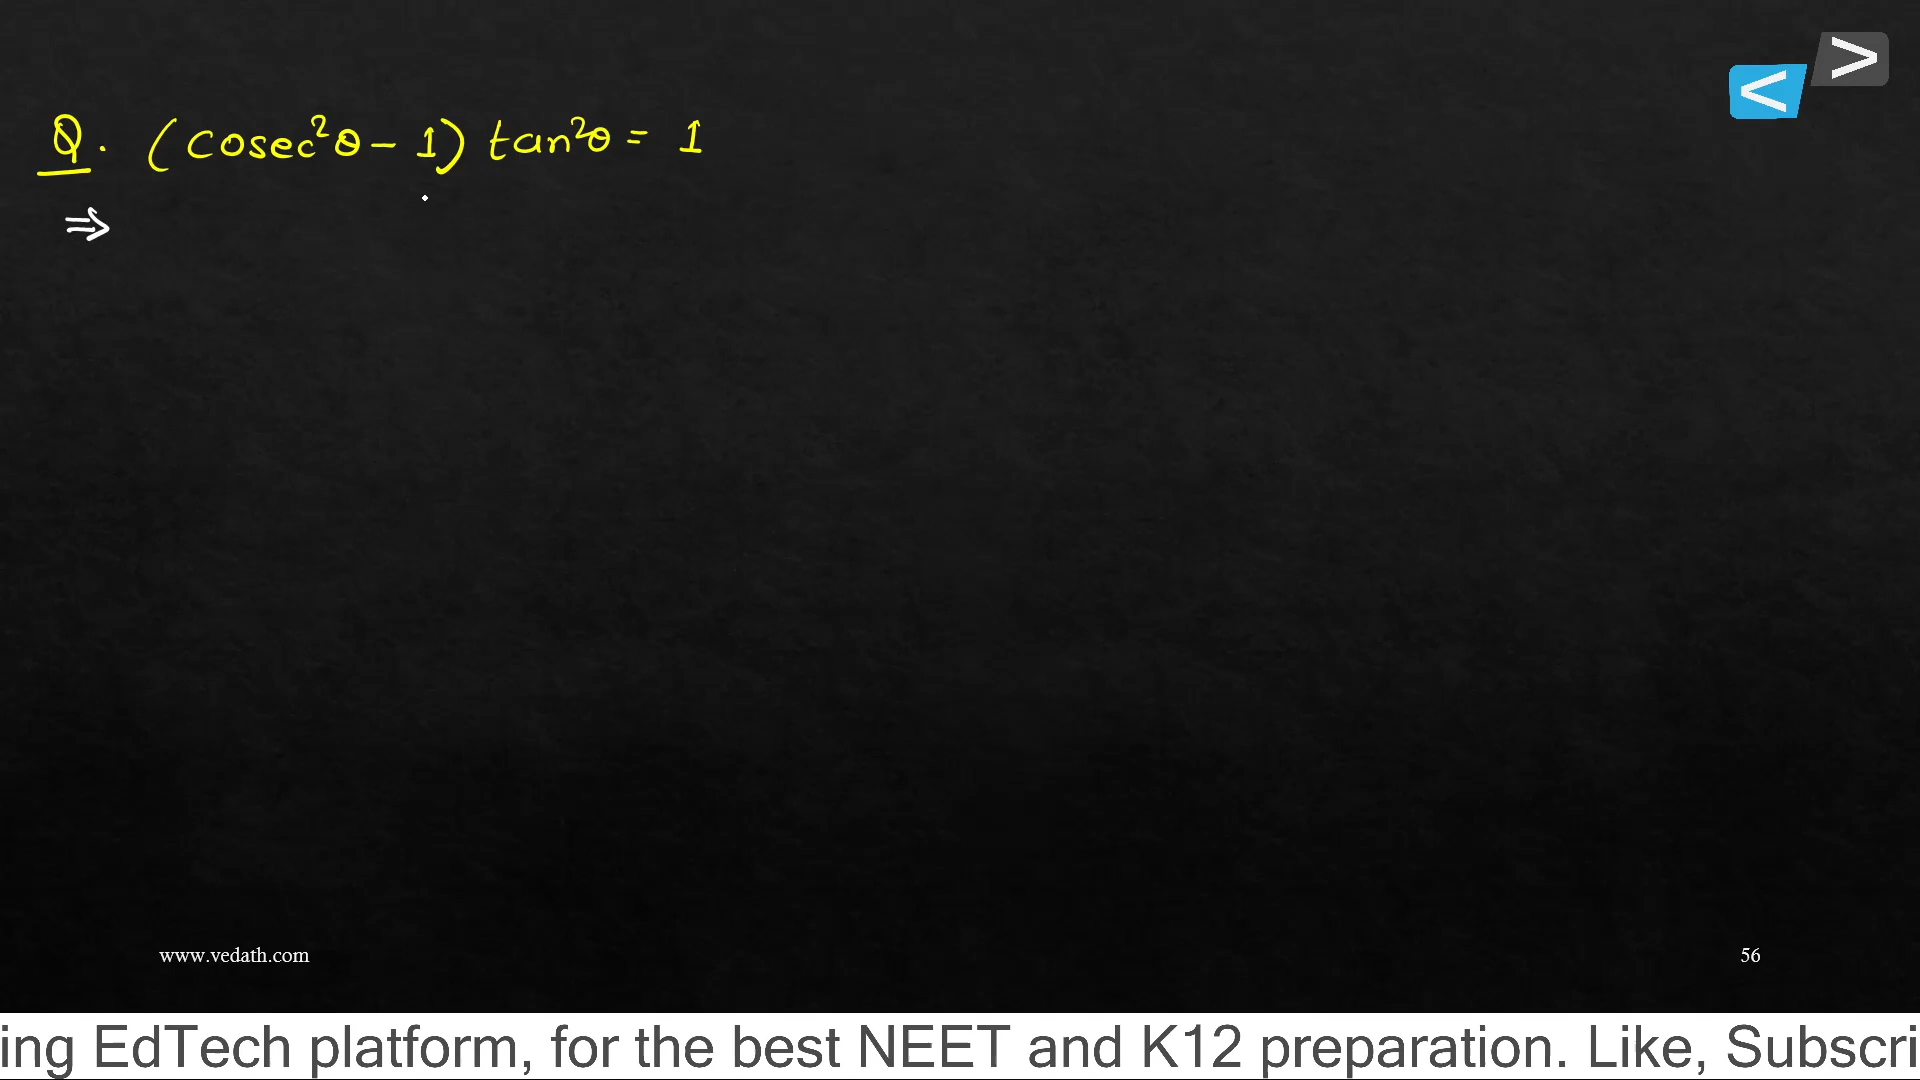 Q. (cosec²θ - 1) tan²θ = 1
⇒
www.vedath.com
56
ing EdTech platform, for the best NEET and K12 preparation. Like, Subscri